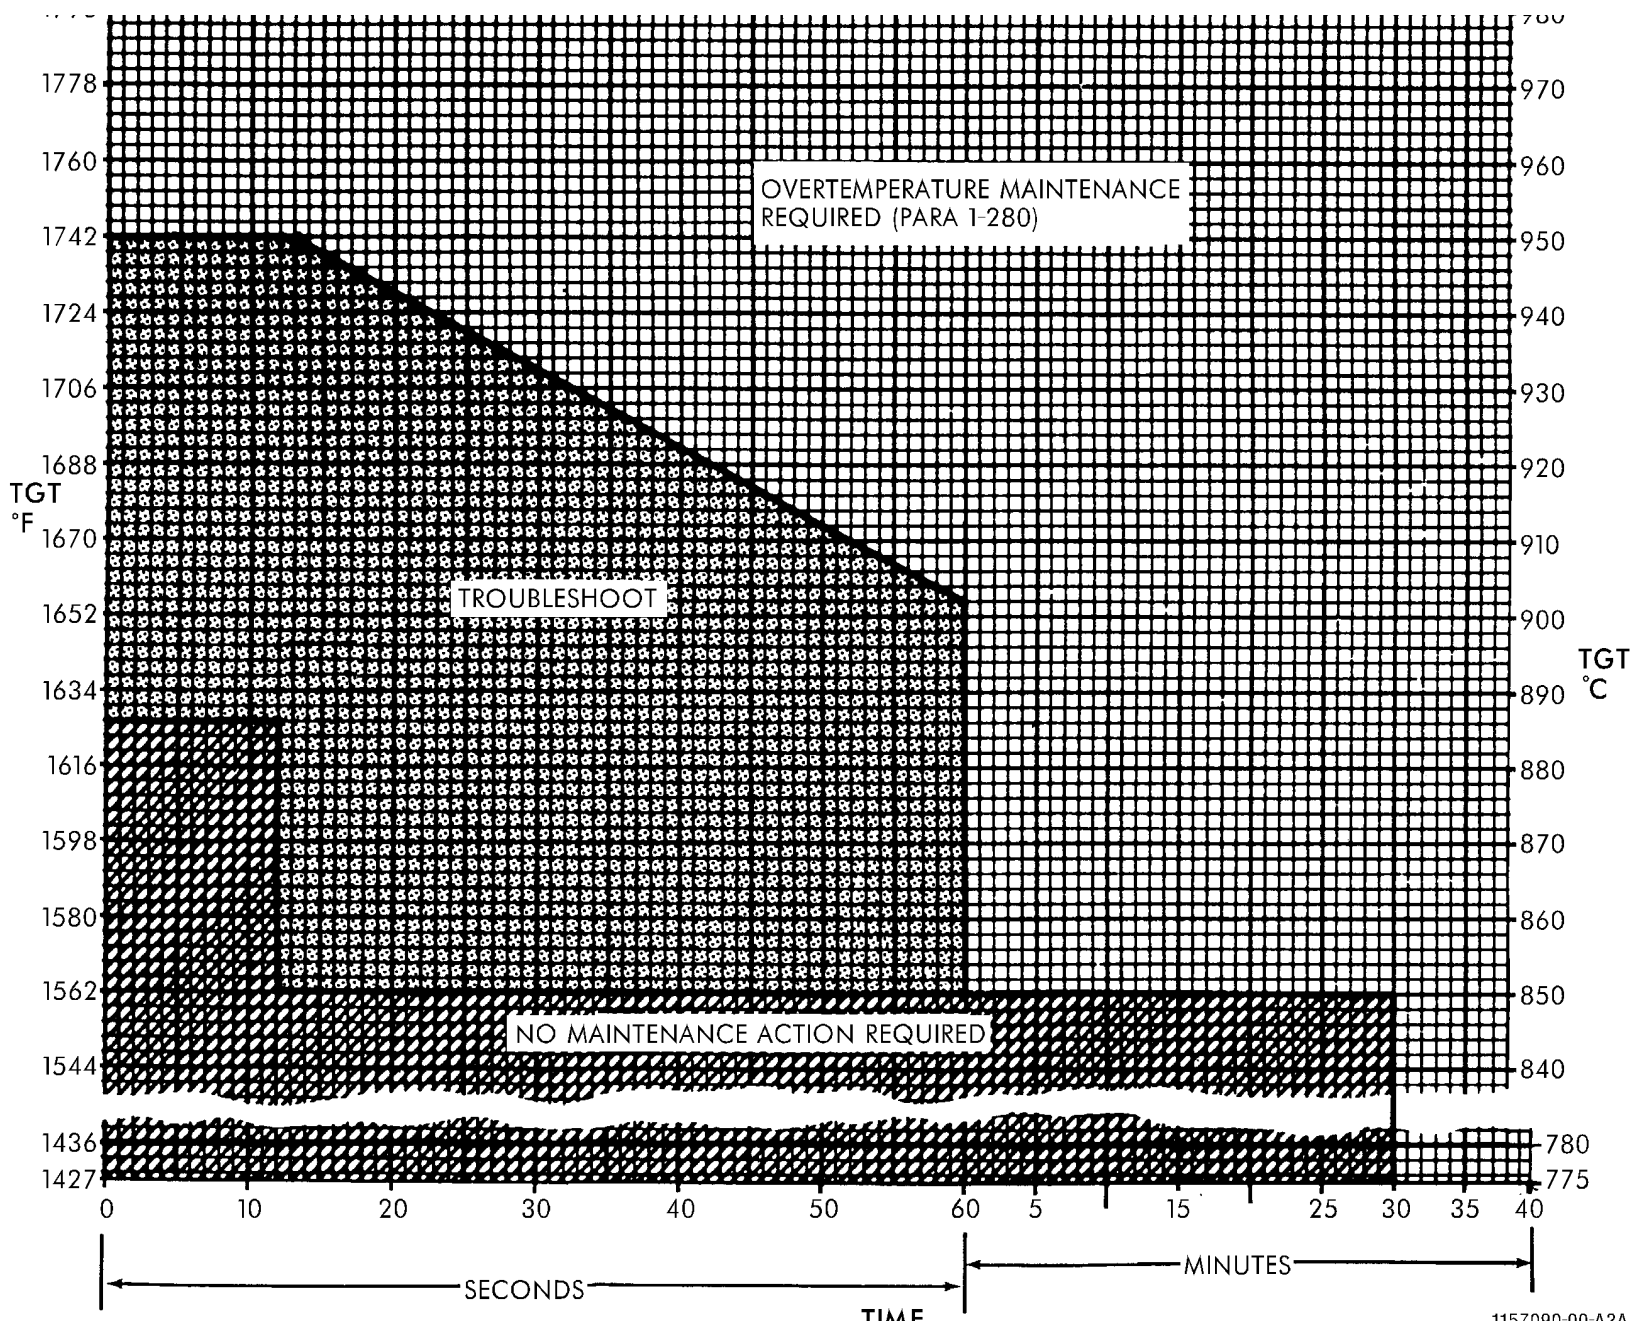 1778
970
1760
960
OVERTEMPERATURE MAINTENANCE
REQUIRED (PARA 1-280)
1742
950
1724
940
1706
930
1688
920
TGT
°F
1670
910
TROUBLESHOOT
1652
900
TGT
°C
1634
890
1616
880
1598
870
1580
860
1562
850
NO MAINTENANCE ACTION REQUIRED
1544
840
1436
780
1427
775
0 10 20 30 40 50 60 5 15 25 30 35 40
MINUTES
SECONDS
TIME